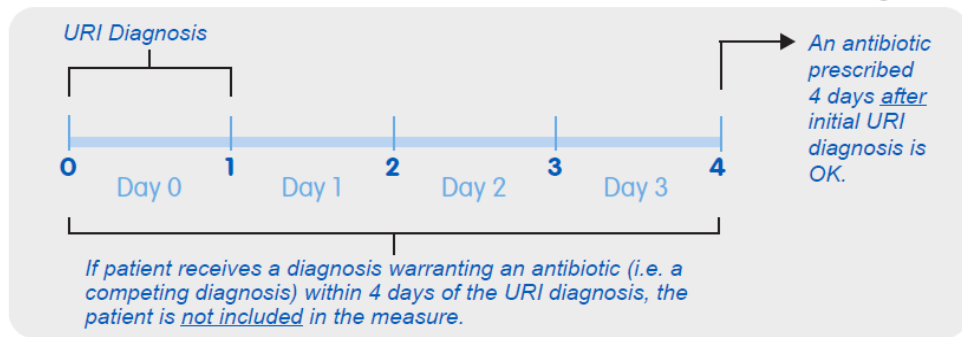 URI Diagnosis
An antibiotic
prescribed
4 days after
initial URI
diagnosis is
OK.
0 1 2 3 4
Day 0 Day 1 Day 2 Day 3
If patient receives a diagnosis warranting an antibiotic (i.e. a
competing diagnosis) within 4 days of the URI diagnosis, the
patient is not included in the measure.